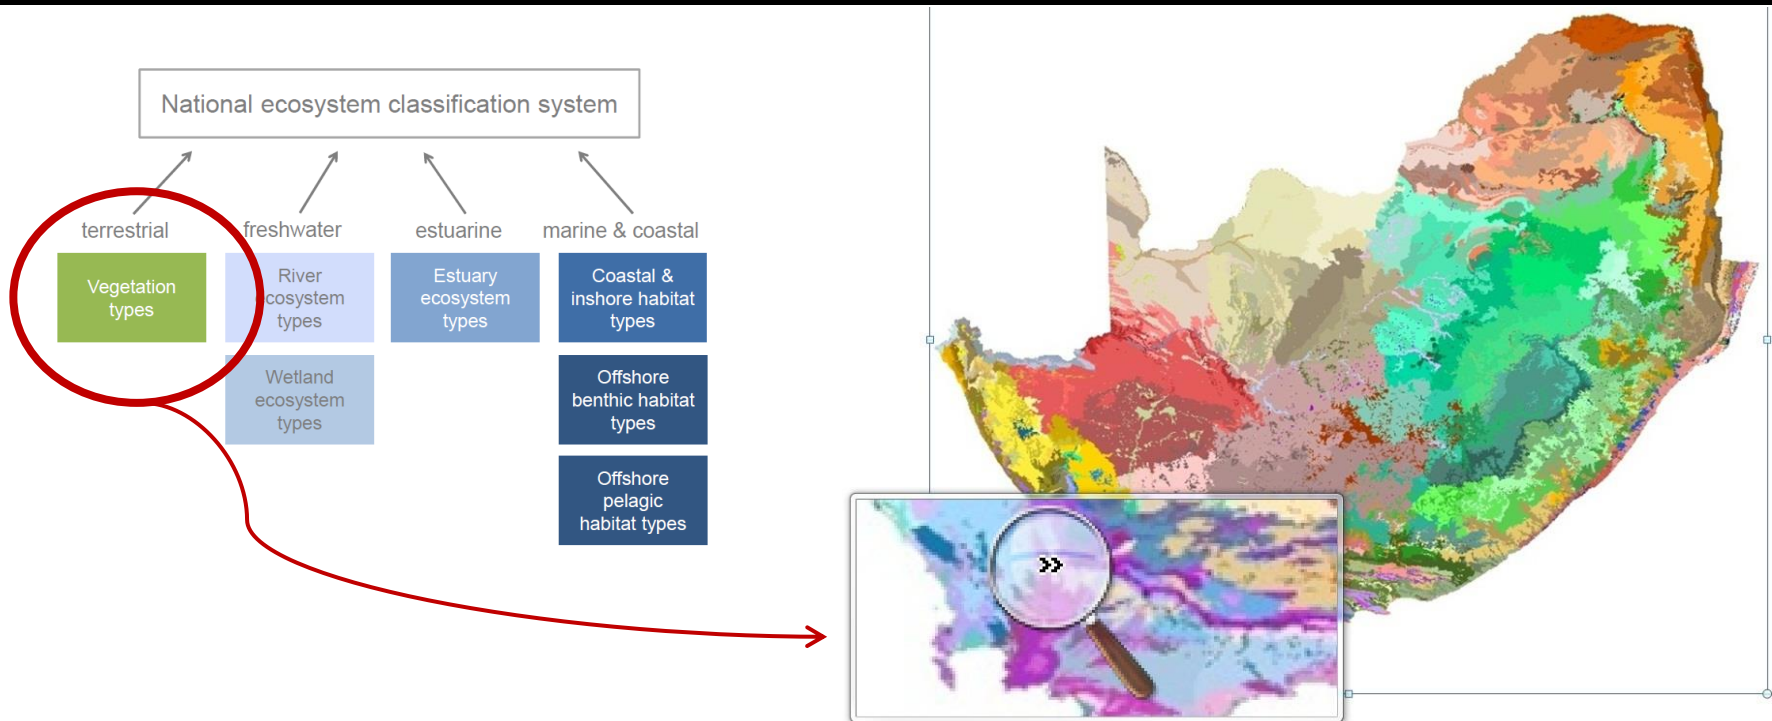 National ecosystem classification system
terrestrial
freshwater
estuarine
marine & coastal
Vegetation
types
River
ecosystem
types
Estuary
ecosystem
types
Coastal &
inshore habitat
types
Wetland
ecosystem
types
Offshore
benthic habitat
types
Offshore
pelagic
habitat types